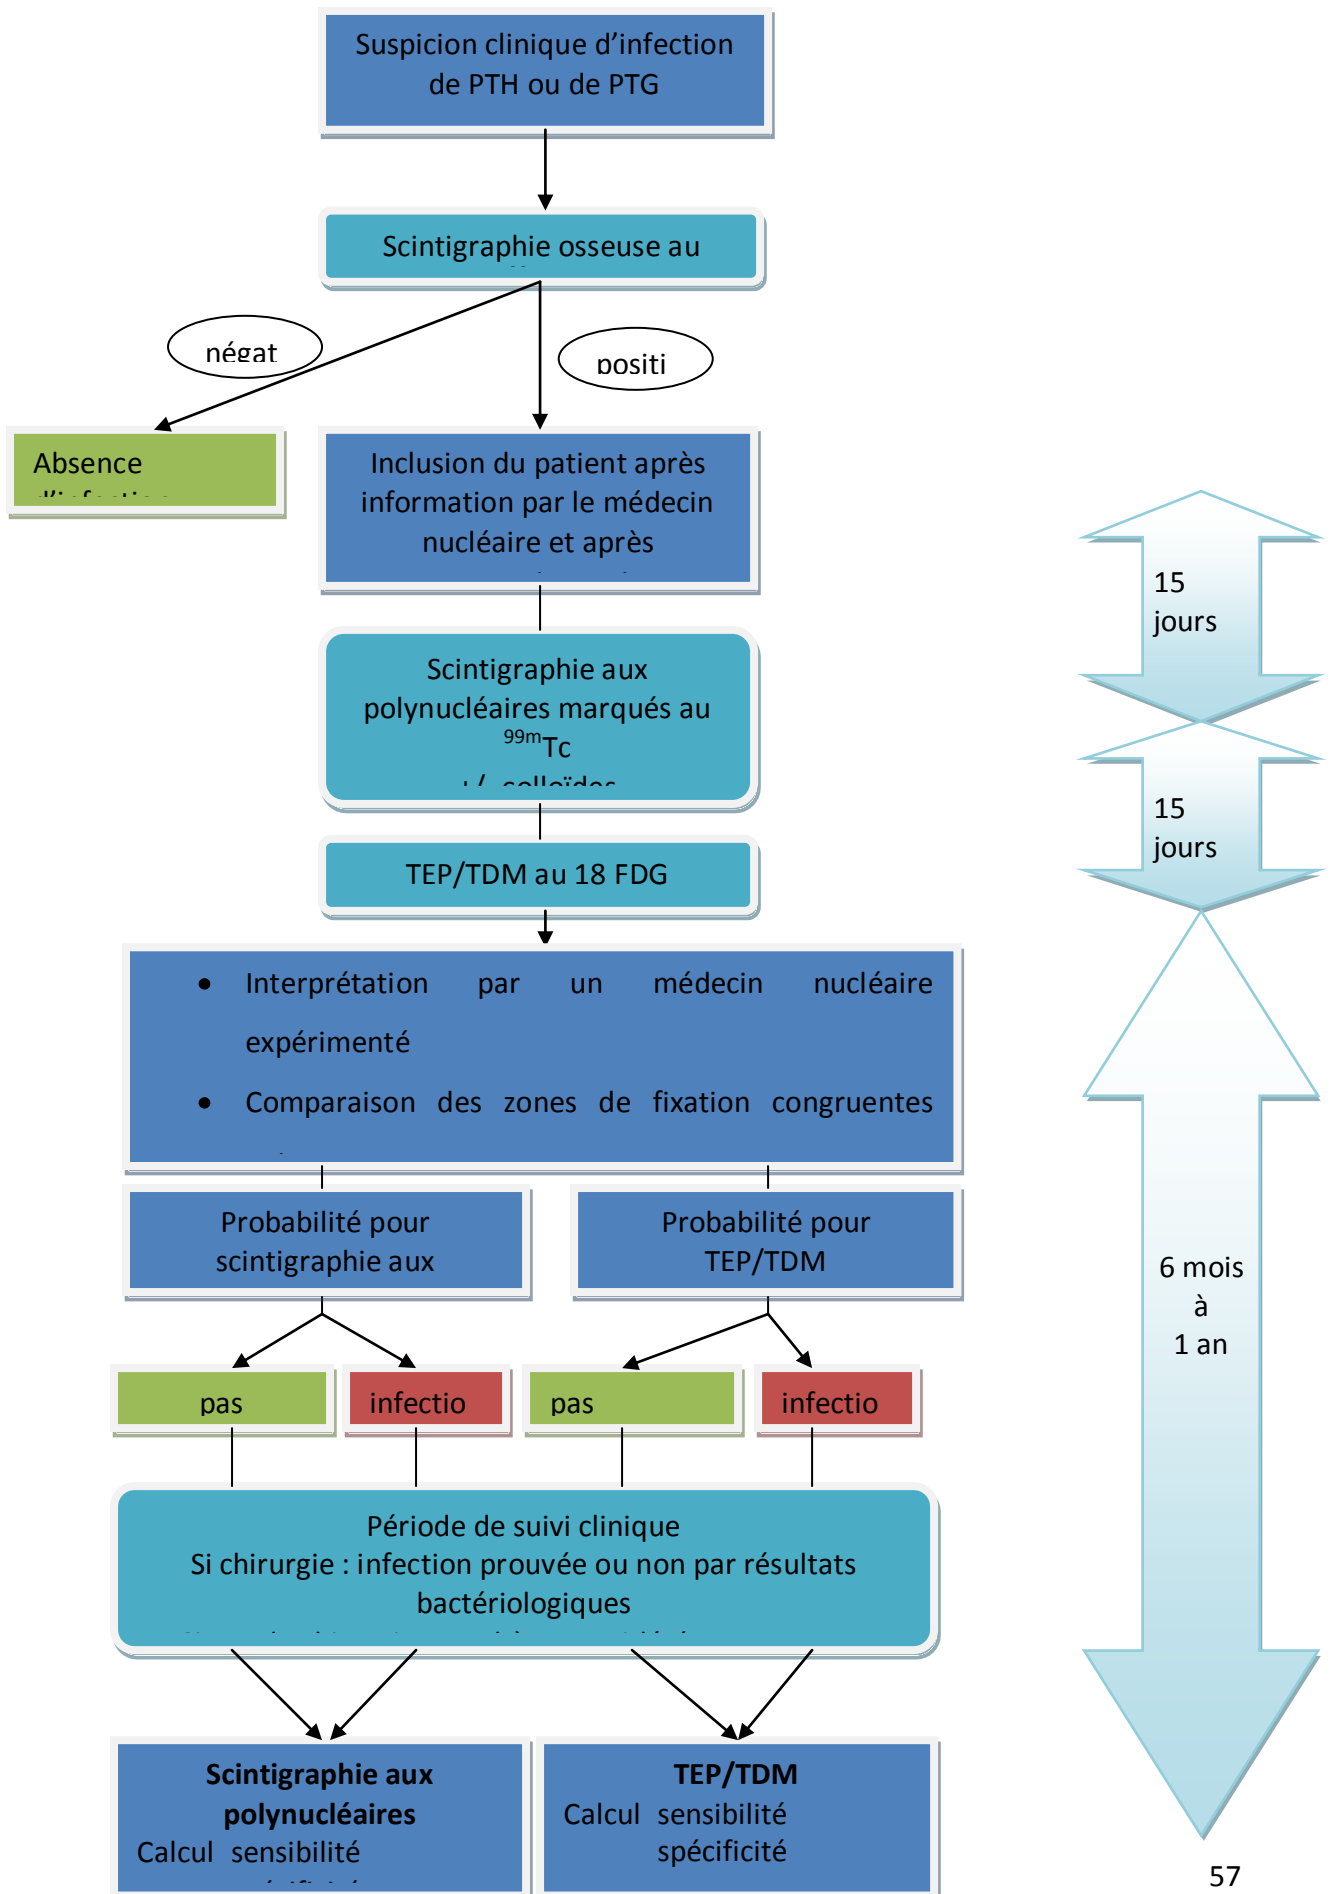 Suspicion clinique d'infection
de PTH ou de PTG
Scintigraphie osseuse au
négat
positi
Absence
d'infection
Inclusion du patient après
information par le médecin
nucléaire et après
15
jours
Scintigraphie aux
polynucléaires marqués au
99mTc
+/- colloïdes
15
jours
TEP/TDM au 18 FDG
• Interprétation par un médecin nucléaire
expérimenté
• Comparaison des zones de fixation congruentes
Probabilité pour
scintigraphie aux
Probabilité pour
TEP/TDM
6 mois
à
1 an
pas
infectio
pas
infectio
Période de suivi clinique
Si chirurgie : infection prouvée ou non par résultats
bactériologiques
Scintigraphie aux
polynucléaires
Calcul sensibilité
spécificité
TEP/TDM
Calcul sensibilité
spécificité
57